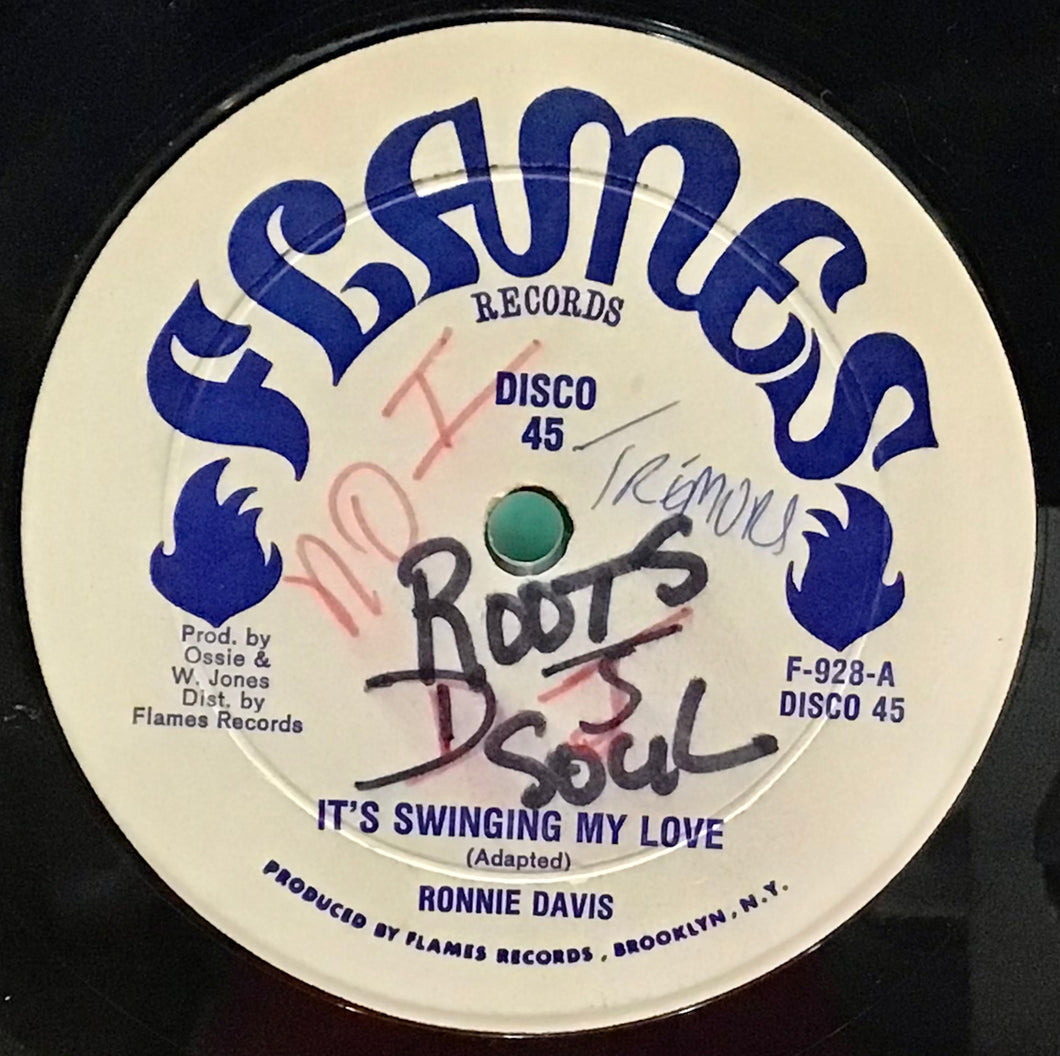 FLAMES
RECORDS
DISCO
45
NO I
ROOTS
I
D
SOUL
Prod. by
Ossie &
W. Jones
Dist. by
Flames Records
F-928-A
DISCO 45
IT'S SWINGING MY LOVE
(Adapted)
RONNIE DAVIS
PRODUCED BY FLAMES RECORDS, BROOKLYN, N.Y.